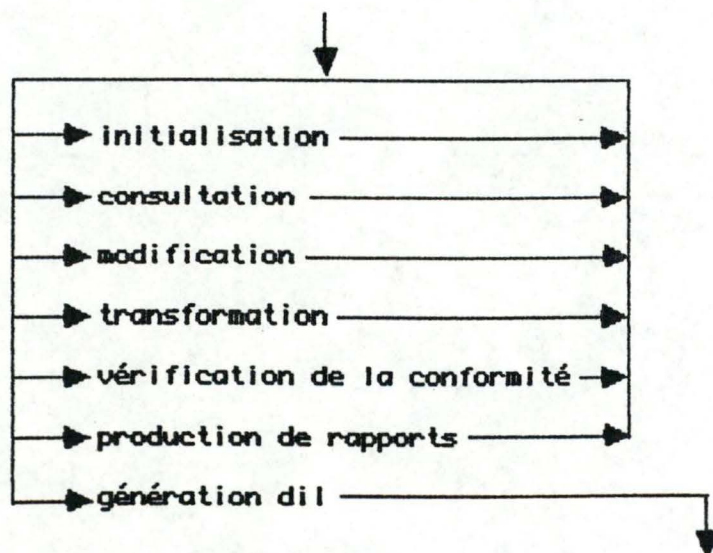 initialisation
consultation
modification
transformation
vérification de la conformité
production de rapports
génération dil